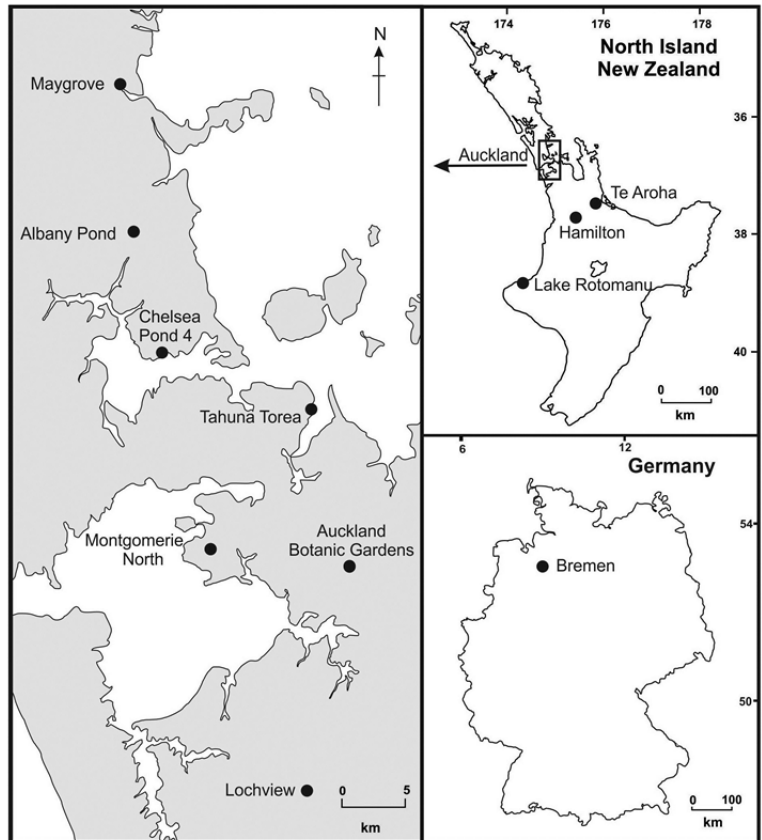 Maygrove
N
Albany Pond
Chelsea
Pond 4
Tahuna Torea
Montgomerie
North
Auckland
Botanic Gardens
Lochview
0 5
km
174 176 178
North Island
New Zealand
36
Auckland
Te Aroha
Hamilton
38
Lake Rotomanu
40
0 100
km
6 12
Germany
54
Bremen
50
0 100
km